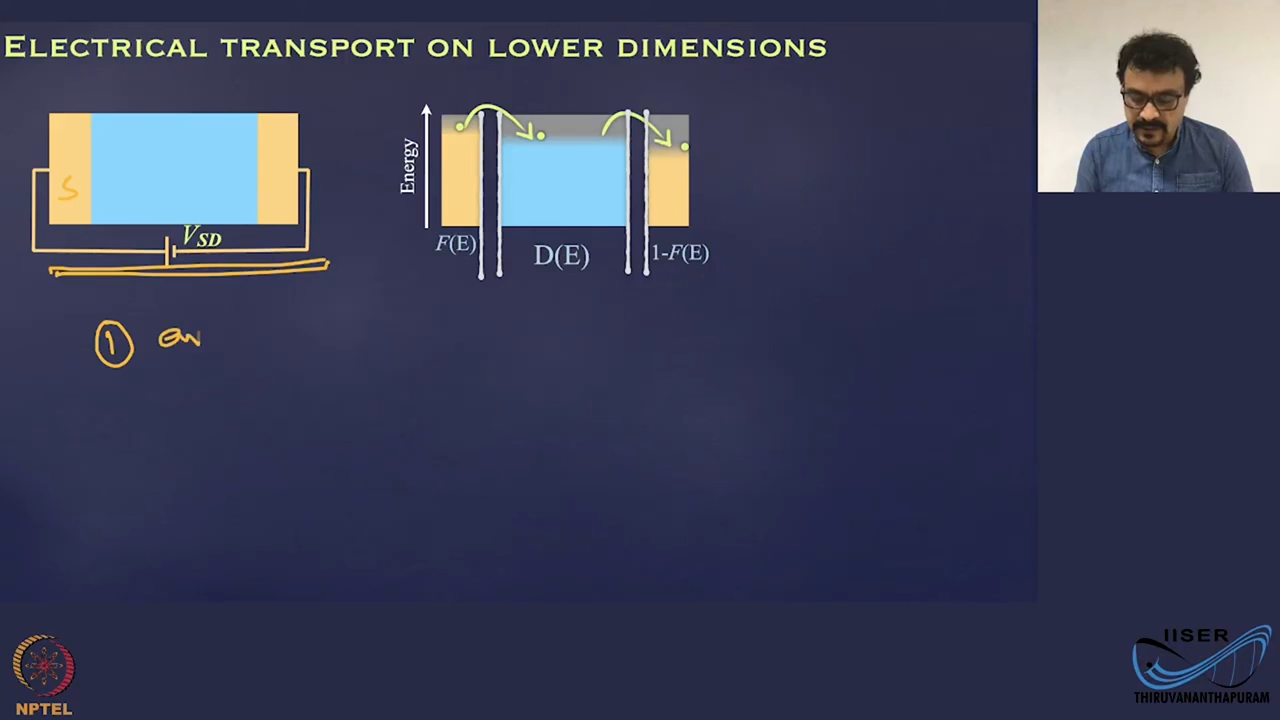 ELECTRICAL TRANSPORT ON LOWER DIMENSIONS
S
V_SD
Energy
F(E)
D(E)
1-F(E)
①
NPTEL
IISER
THIRUVANANTHAPURAM